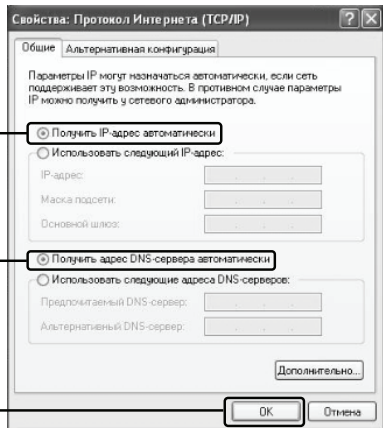 Свойства: Протокол Интернета (TCP/IP)
Общие Альтернативная конфигурация
Параметры IP могут назначаться автоматически, если сеть
поддерживает эту возможность. В противном случае параметры
IP можно получить у сетевого администратора.
Получить IP-адрес автоматически
Использовать следующий IP-адрес:
IP-адрес:
Маска подсети:
Основной шлюз:
Получить адрес DNS-сервера автоматически
Использовать следующие адреса DNS-серверов:
Предпочитаемый DNS-сервер:
Альтернативный DNS-сервер:
Дополнительно...
OK Отмена